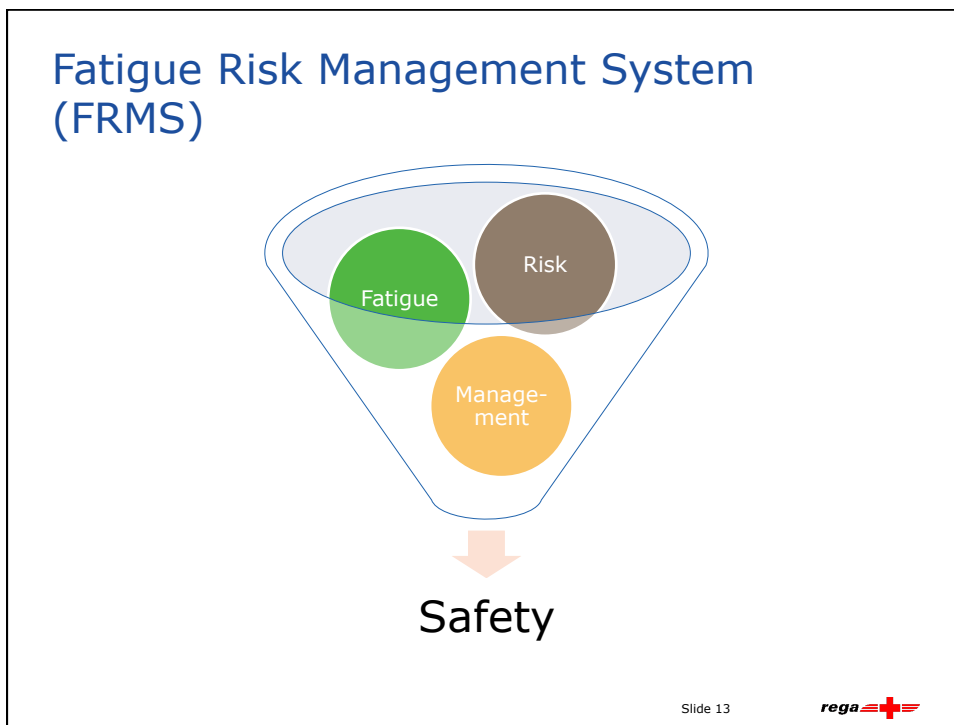 Fatigue Risk Management System
(FRMS)
Risk
Fatigue
Manage-
ment
Safety
Slide 13
rega